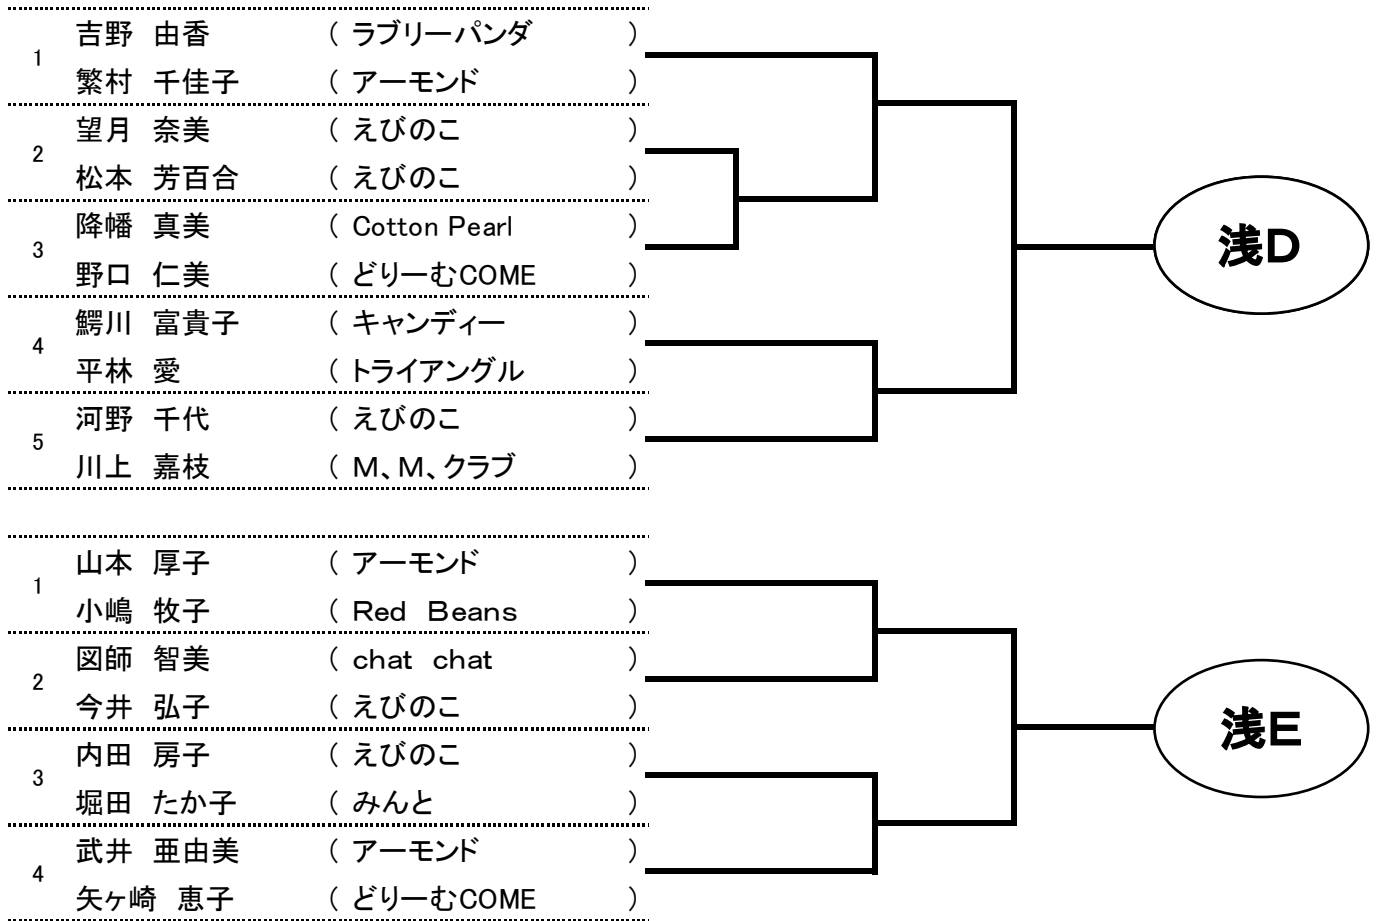 1
吉野 由香 ( ラブリーパンダ )
繁村 千佳子 ( アーモンド )
2
望月 奈美 ( えびのこ )
松本 芳百合 ( えびのこ )
3
降幡 真美 ( Cotton Pearl )
野口 仁美 ( どりーむCOME )
4
鰐川 富貴子 ( キャンディー )
平林 愛 ( トライアングル )
5
河野 千代 ( えびのこ )
川上 嘉枝 ( M、M、クラブ )
浅D
1
山本 厚子 ( アーモンド )
小嶋 牧子 ( Red Beans )
2
図師 智美 ( chat chat )
今井 弘子 ( えびのこ )
3
内田 房子 ( えびのこ )
堀田 たか子 ( みんと )
4
武井 亜由美 ( アーモンド )
矢ヶ崎 恵子 ( どりーむCOME )
浅E